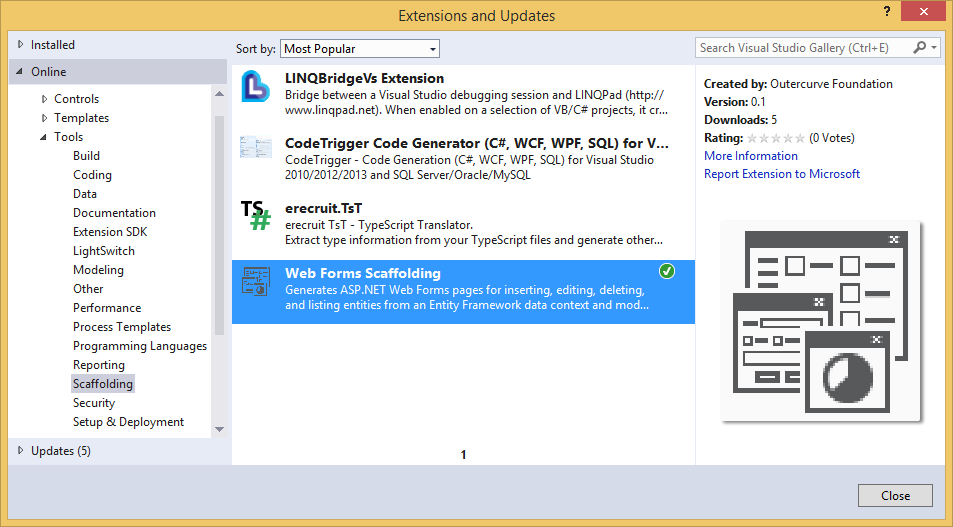 Extensions and Updates
?
Installed
Online
Controls
Templates
Tools
Build
Coding
Data
Documentation
Extension SDK
LightSwitch
Modeling
Other
Performance
Process Templates
Programming Languages
Reporting
Scaffolding
Security
Setup & Deployment
Updates (5)
Sort by: Most Popular
LINQBridgeVs Extension
Bridge between a Visual Studio debugging session and LINQPad (http://
www.linqpad.net). When enabled on a selection of VB/C# projects, it cr...
CodeTrigger Code Generator (C#, WCF, WPF, SQL) for V...
CodeTrigger - Code Generation (C#, WCF, WPF, SQL) for Visual Studio
2010/2012/2013 and SQL Server/Oracle/MySQL
TS#
erecruit.TsT
erecruit TsT - TypeScript Translator.
Extract type information from your TypeScript files and generate other...
Web Forms Scaffolding
Generates ASP.NET Web Forms pages for inserting, editing, deleting,
and listing entities from an Entity Framework data context and mod...
1
Search Visual Studio Gallery (Ctrl+E)
Created by: Outercurve Foundation
Version: 0.1
Downloads: 5
Rating: (0 Votes)
More Information
Report Extension to Microsoft
Close